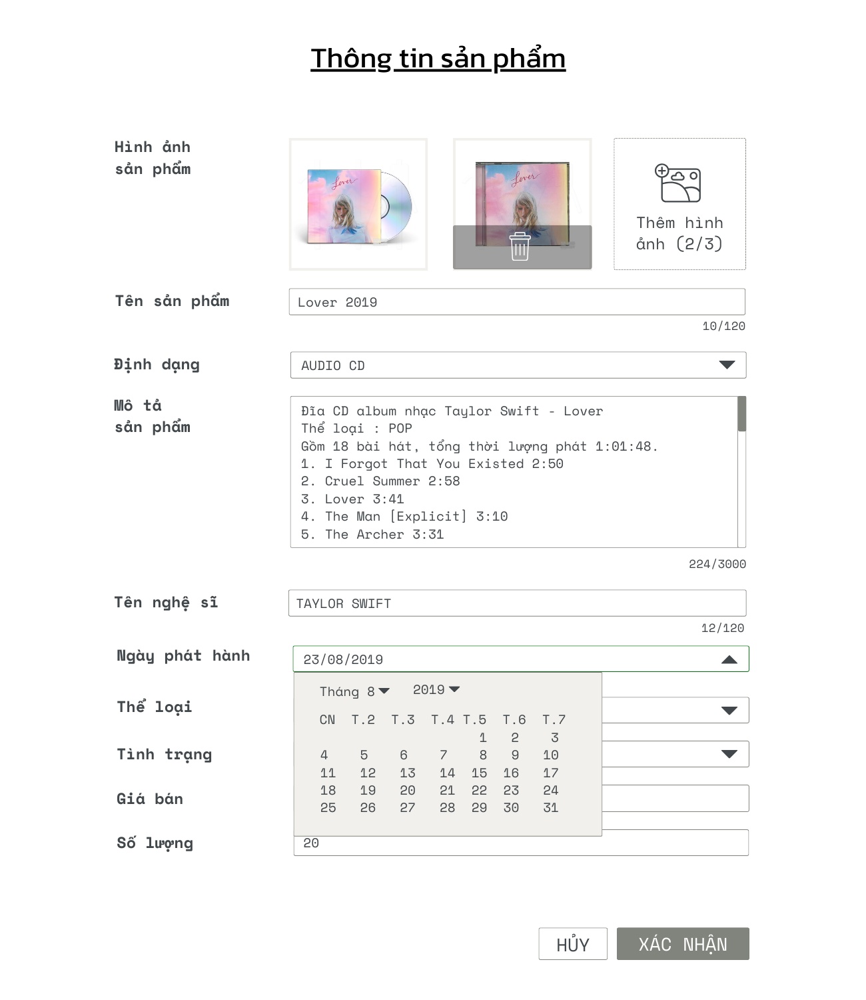 Thông tin sản phẩm
Hình ảnh
sản phẩm
Lover
Lover
Thêm hình
ảnh (2/3)
Tên sản phẩm
Lover 2019
10/120
Định dạng
AUDIO CD
Mô tả
sản phẩm
Đĩa CD album nhạc Taylor Swift - Lover
Thể loại : POP
Gồm 18 bài hát, tổng thời lượng phát 1:01:48.
1. I Forgot That You Existed 2:50
2. Cruel Summer 2:58
3. Lover 3:41
4. The Man [Explicit] 3:10
5. The Archer 3:31
224/3000
Tên nghệ sĩ
TAYLOR SWIFT
12/120
Ngày phát hành
23/08/2019
Tháng 8 2019
CN T.2 T.3 T.4 T.5 T.6 T.7
1 2 3
4 5 6 7 8 9 10
11 12 13 14 15 16 17
18 19 20 21 22 23 24
25 26 27 28 29 30 31
Thể loại
Tình trạng
Giá bán
Số lượng
20
HỦY
XÁC NHẬN